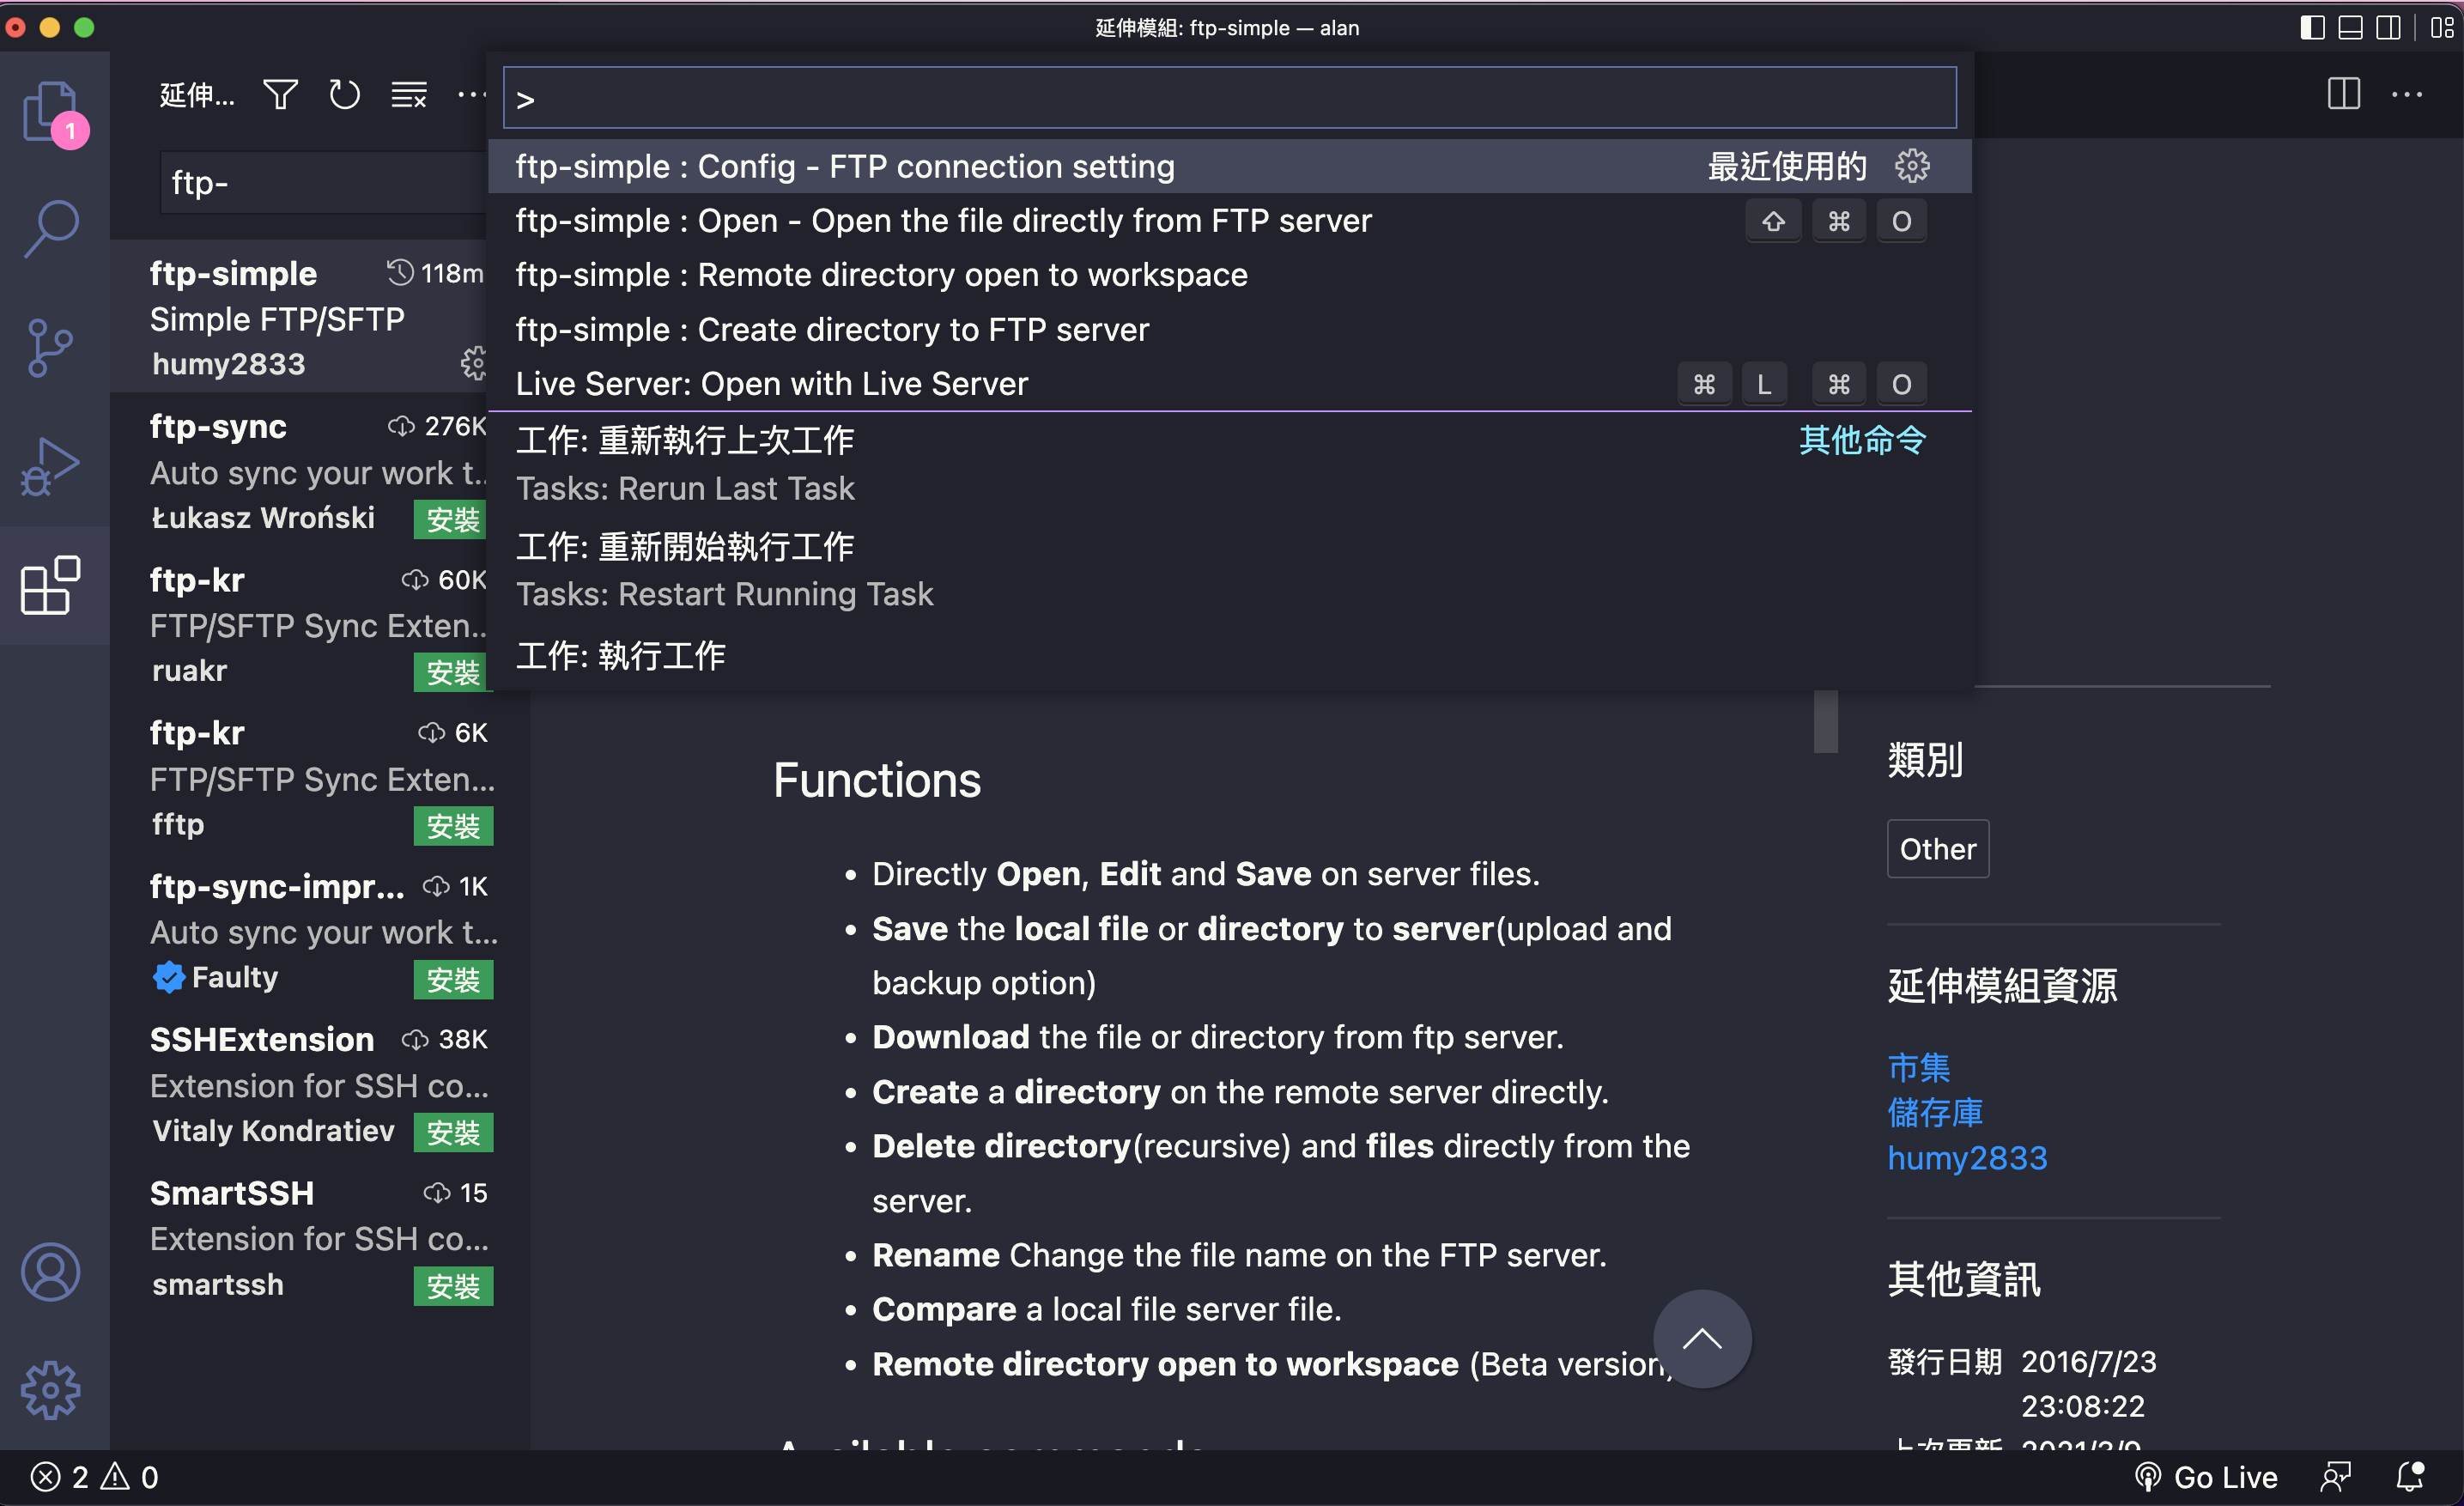 延伸模組: ftp-simple — alan
1
延伸...
ftp-
ftp-simple 118m
Simple FTP/SFTP
humy2833
ftp-sync 276K
Auto sync your work t...
Łukasz Wroński 安裝
ftp-kr 60K
FTP/SFTP Sync Exten...
ruakr 安裝
ftp-kr 6K
FTP/SFTP Sync Exten...
fftp 安裝
ftp-sync-impr... 1K
Auto sync your work t...
Faulty 安裝
SSHExtension 38K
Extension for SSH co...
Vitaly Kondratiev 安裝
SmartSSH 15
Extension for SSH co...
smartssh 安裝
>
ftp-simple : Config - FTP connection setting 最近使用的
ftp-simple : Open - Open the file directly from FTP server ⇧ ⌘ O
ftp-simple : Remote directory open to workspace
ftp-simple : Create directory to FTP server
Live Server: Open with Live Server ⌘ L ⌘ O
工作: 重新執行上次工作 其他命令
Tasks: Rerun Last Task
工作: 重新開始執行工作
Tasks: Restart Running Task
工作: 執行工作
Functions
• Directly Open, Edit and Save on server files.
• Save the local file or directory to server(upload and
backup option)
• Download the file or directory from ftp server.
• Create a directory on the remote server directly.
• Delete directory(recursive) and files directly from the
server.
• Rename Change the file name on the FTP server.
• Compare a local file server file.
• Remote directory open to workspace (Beta version)
類別
Other
延伸模組資源
市集
儲存庫
humy2833
其他資訊
發行日期 2016/7/23
23:08:22
2 0
Go Live